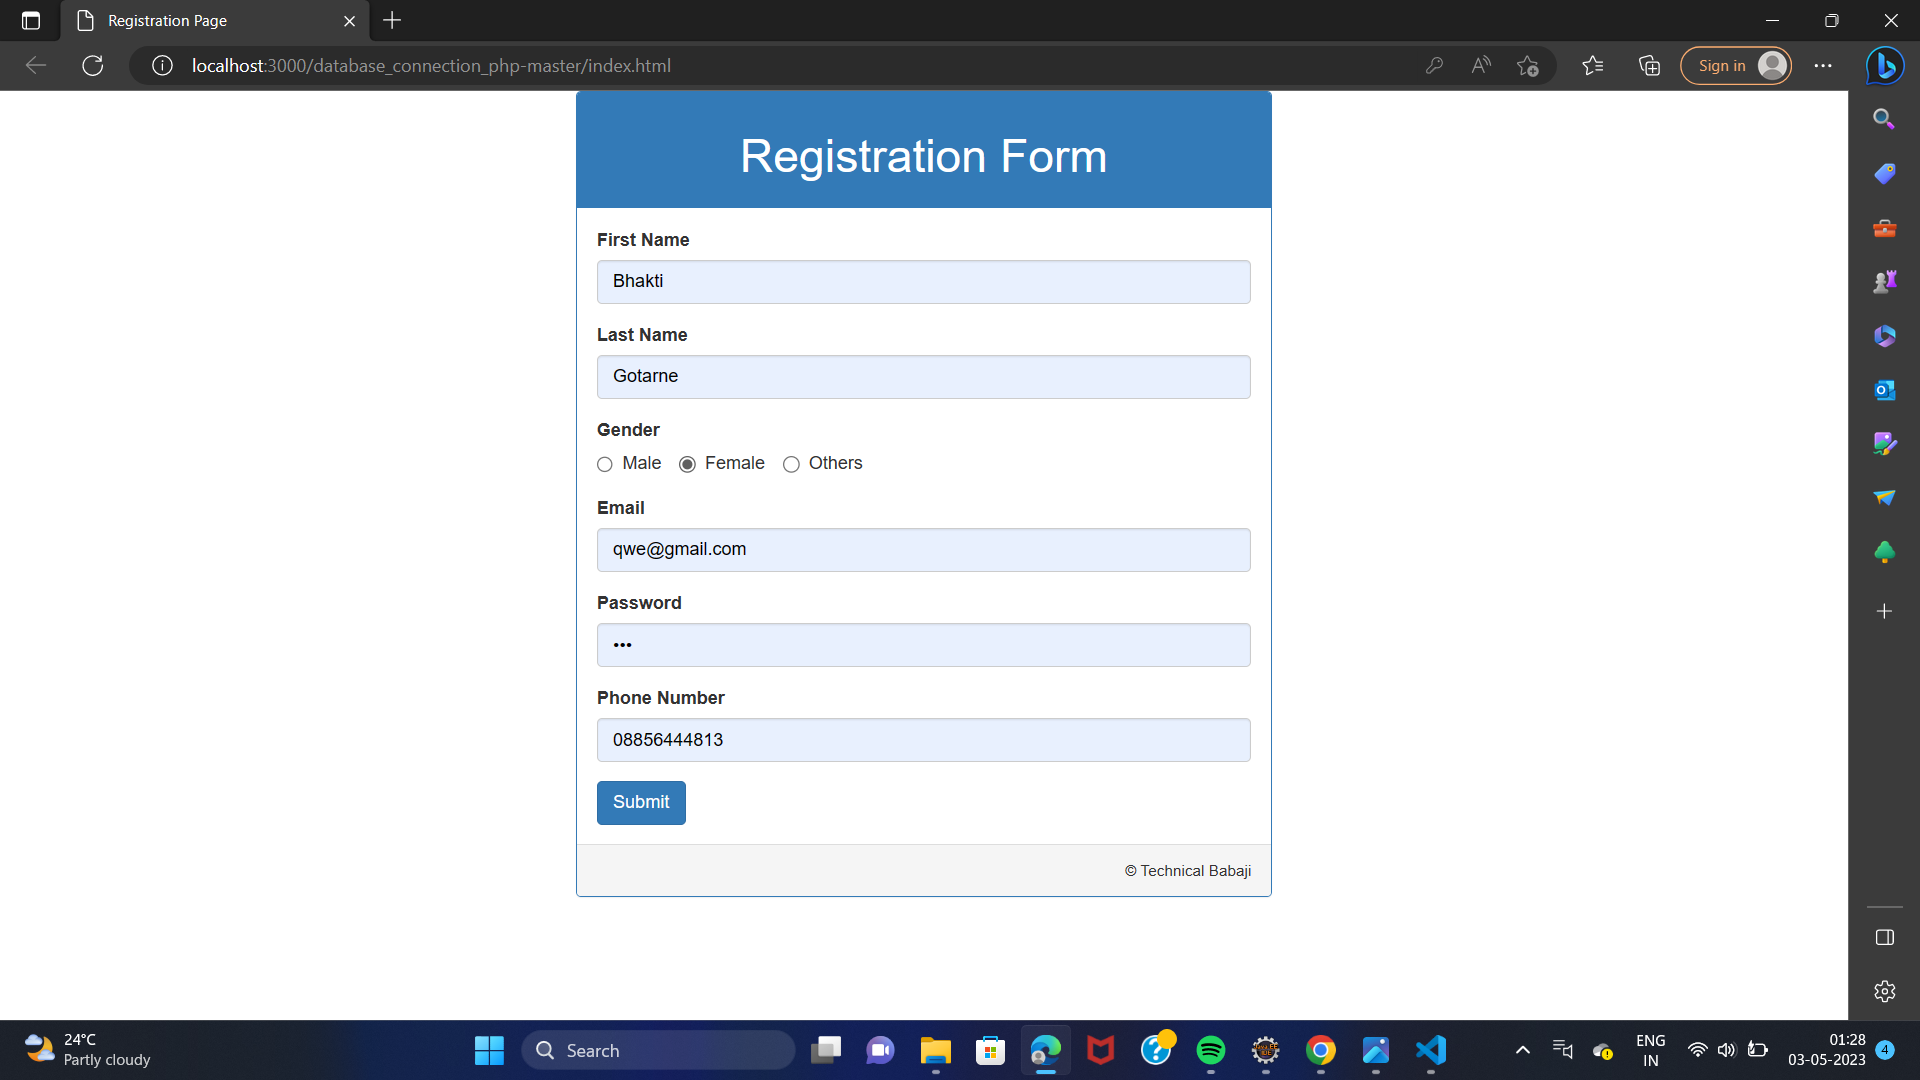 Registration Page
localhost:3000/database_connection_php-master/index.html
Sign in
Registration Form
First Name
Bhakti
Last Name
Gotarne
Gender
Male Female Others
Email
qwe@gmail.com
Password
•••
Phone Number
08856444813
Submit
© Technical Babaji
24°C
Partly cloudy
Search
ENG
IN
01:28
03-05-2023
4